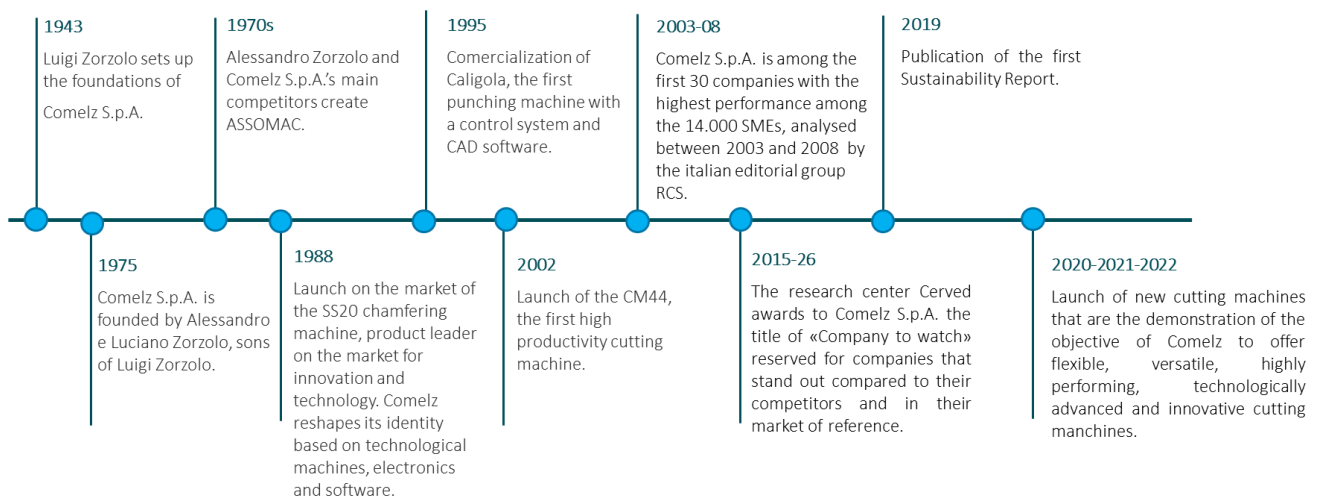 1943
Luigi Zorzolo sets up
the foundations of
Comelz S.p.A.
1975
Comelz S.p.A. is
founded by Alessandro
e Luciano Zorzolo, sons
of Luigi Zorzolo.
1970s
Alessandro Zorzolo and
Comelz S.p.A.'s main
competitors create
ASSOMAC.
1988
Launch on the market of
the SS20 chamfering
machine, product leader
on the market for
innovation and
technology. Comelz
reshapes its identity
based on technological
machines, electronics
and software.
1995
Comercialization of
Caligola, the first
punching machine with
a control system and
CAD software.
2002
Launch of the CM44,
the first high
productivity cutting
machine.
2003-08
Comelz S.p.A. is among the
first 30 companies with the
highest performance among
the 14.000 SMEs, analysed
between 2003 and 2008 by
the italian editorial group
RCS.
2015-26
The research center Cerved
awards to Comelz S.p.A. the
title of «Company to watch»
reserved for companies that
stand out compared to their
competitors and in their
market of reference.
2019
Publication of the first
Sustainability Report.
2020-2021-2022
Launch of new cutting machines
that are the demonstration of the
objective of Comelz to offer
flexible, versatile, highly
performing, technologically
advanced and innovative cutting
manchines.